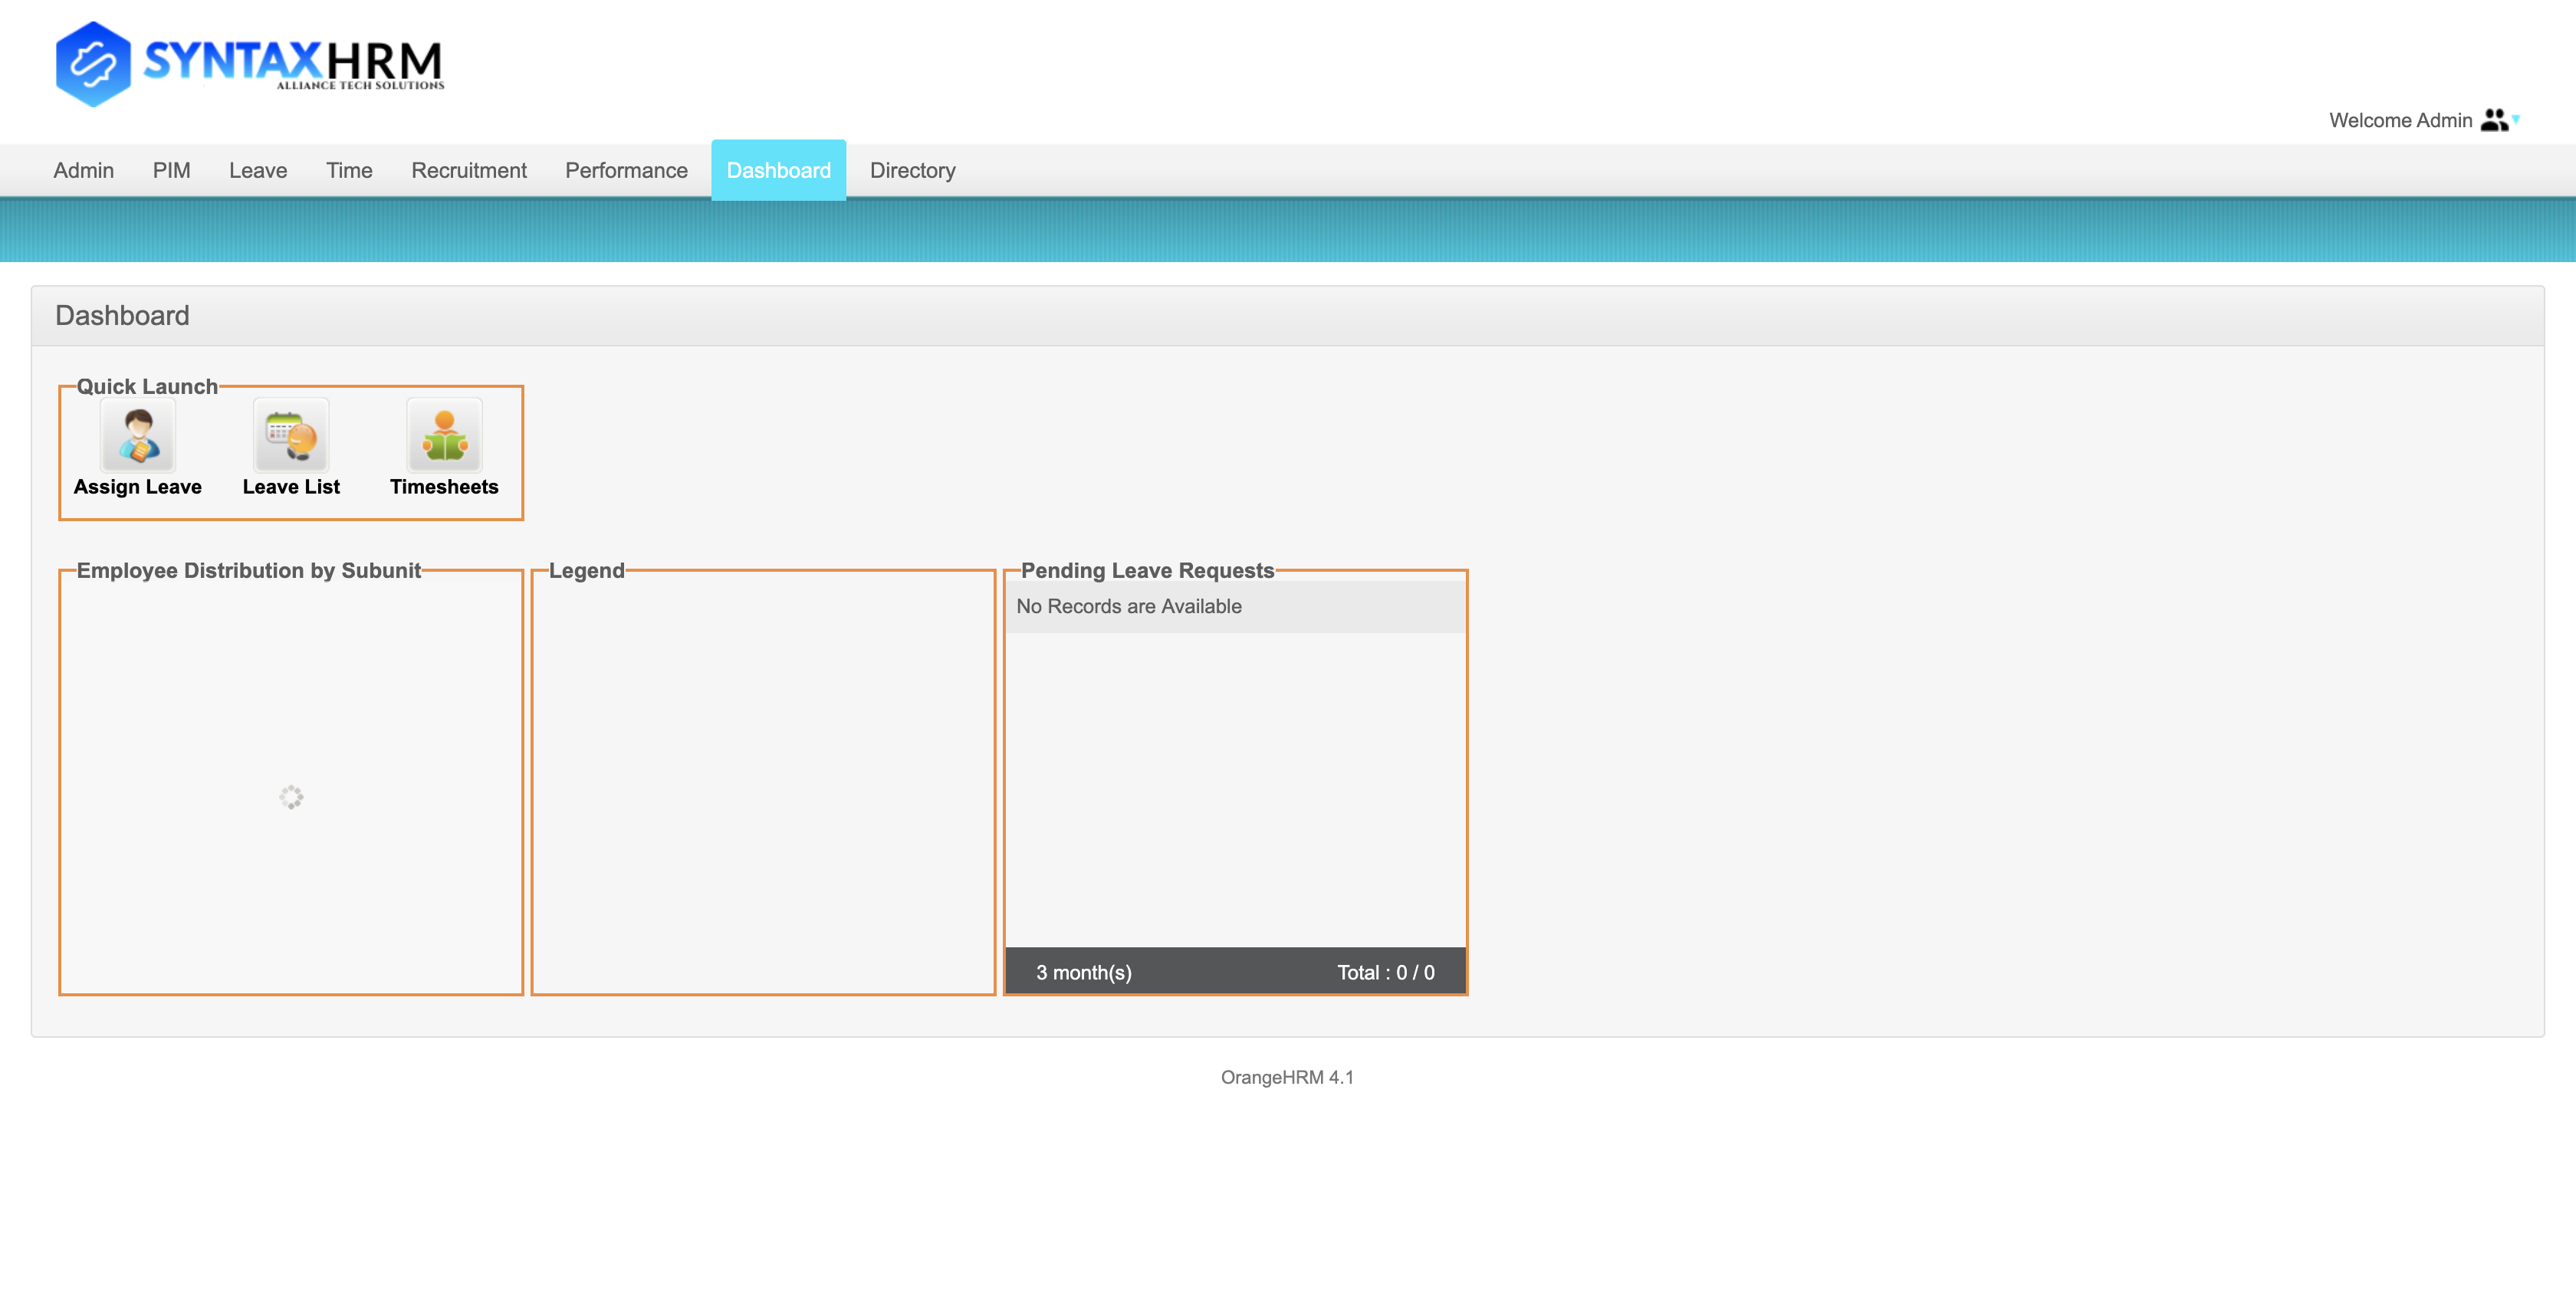 SYNTAXHRM
ALLIANCE TECH SOLUTIONS
Welcome Admin
Admin PIM Leave Time Recruitment Performance Dashboard Directory
Dashboard
Quick Launch
Assign Leave Leave List Timesheets
Employee Distribution by Subunit
Legend
Pending Leave Requests
No Records are Available
3 month(s) Total : 0 / 0
OrangeHRM 4.1